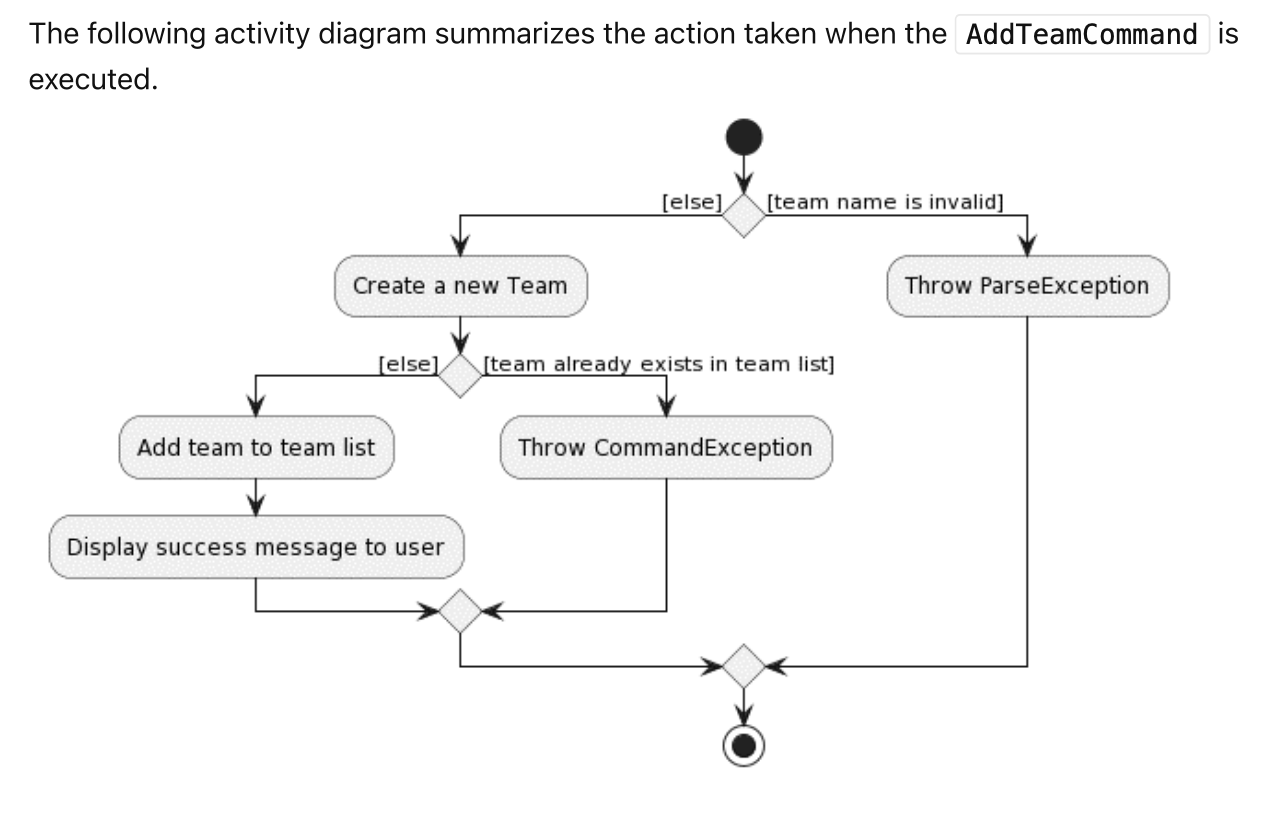 The following activity diagram summarizes the action taken when the AddTeamCommand is
executed.
[else] [team name is invalid]
Create a new Team
Throw ParseException
[else] [team already exists in team list]
Add team to team list
Throw CommandException
Display success message to user